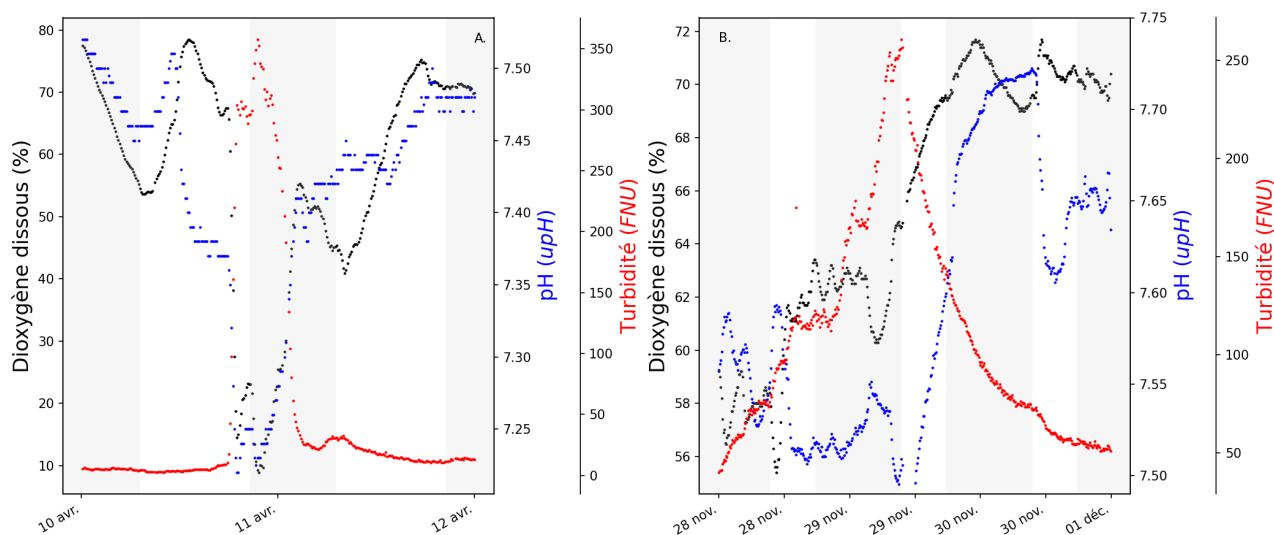 A.
80
70
60
50
40
30
20
10
Dioxygène dissous (%)
7.50
7.45
7.40
7.35
7.30
7.25
pH (upH)
350
300
250
200
150
100
50
0
Turbidité (FNU)
10 avr.
11 avr.
12 avr.
B.
72
70
68
66
64
62
60
58
56
Dioxygène dissous (%)
7.75
7.70
7.65
7.60
7.55
7.50
pH (upH)
250
200
150
100
50
Turbidité (FNU)
28 nov.
28 nov.
29 nov.
29 nov.
30 nov.
30 nov.
01 déc.